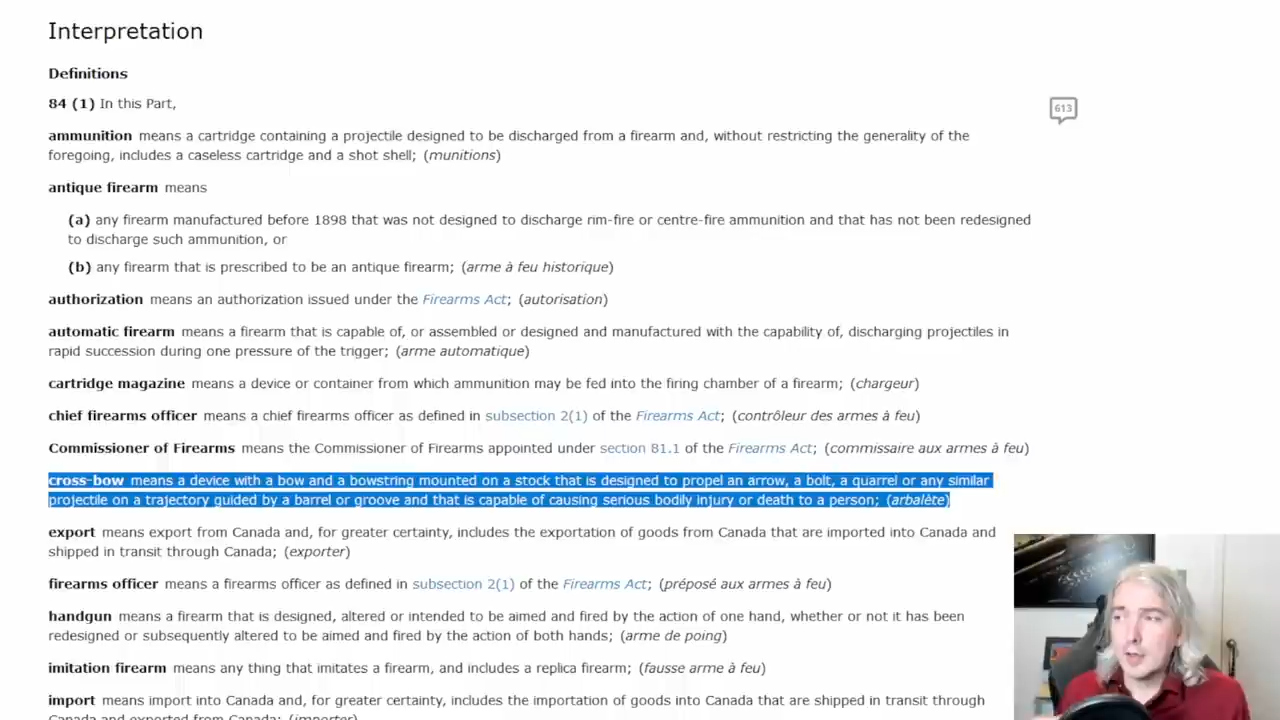 Interpretation
Definitions
84 (1) In this Part,
613
ammunition means a cartridge containing a projectile designed to be discharged from a firearm and, without restricting the generality of the
foregoing, includes a caseless cartridge and a shot shell; (munitions)
antique firearm means
(a) any firearm manufactured before 1898 that was not designed to discharge rim-fire or centre-fire ammunition and that has not been redesigned
to discharge such ammunition, or
(b) any firearm that is prescribed to be an antique firearm; (arme à feu historique)
authorization means an authorization issued under the Firearms Act; (autorisation)
automatic firearm means a firearm that is capable of, or assembled or designed and manufactured with the capability of, discharging projectiles in
rapid succession during one pressure of the trigger; (arme automatique)
cartridge magazine means a device or container from which ammunition may be fed into the firing chamber of a firearm; (chargeur)
chief firearms officer means a chief firearms officer as defined in subsection 2(1) of the Firearms Act; (contrôleur des armes à feu)
Commissioner of Firearms means the Commissioner of Firearms appointed under section 81.1 of the Firearms Act; (commissaire aux armes à feu)
cross-bow means a device with a bow and a bowstring mounted on a stock that is designed to propel an arrow, a bolt, a quarrel or any similar
projectile on a trajectory guided by a barrel or groove and that is capable of causing serious bodily injury or death to a person; (arbalète)
export means export from Canada and, for greater certainty, includes the exportation of goods from Canada that are imported into Canada and
shipped in transit through Canada; (exporter)
firearms officer means a firearms officer as defined in subsection 2(1) of the Firearms Act; (préposé aux armes à feu)
handgun means a firearm that is designed, altered or intended to be aimed and fired by the action of one hand, whether or not it has been
redesigned or subsequently altered to be aimed and fired by the action of both hands; (arme de poing)
imitation firearm means any thing that imitates a firearm, and includes a replica firearm; (fausse arme à feu)
import means import into Canada and, for greater certainty, includes the importation of goods into Canada that are shipped in transit through
Canada and exported from Canada; (importer)